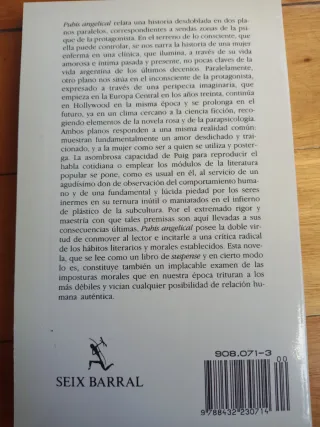 Pubis angelical relata una historia desdoblada en dos pla-
nos paralelos, correspondientes a sendas zonas de la psi-
que de la protagonista. En el terreno de lo consciente, que
ella puede controlar, se nos narra la historia de una mujer
enferma en una clínica, que ilumina, a través de su vida
amorosa e íntima pasada y presente, no pocas claves de la
vida argentina de los últimos decenios. Paralelamente,
otro plano nos sitúa en el inconsciente de la protagonista,
expresado a través de una peripecia imaginaria, que
empieza en la Europa Central en los años treinta, continúa
en Hollywood en la misma época y se prolonga en el
futuro, ya en un clima cercano a la ciencia ficción, reco-
giendo elementos de la novela rosa y de la parapsicología.
Ambos planos responden a una misma realidad común:
muestran fundamentalmente un amor desdichado y trai-
cionado, y a la mujer como ser a quien se utiliza y poster-
ga. La asombrosa capacidad de Puig para reproducir el
habla cotidiana o emplear los módulos de la literatura
popular se pone, como es usual en él, al servicio de un
agudísimo don de observación del comportamiento huma-
no y de una fundamental y lúcida piedad por los seres
inermes en su ternura inútil o maniatados en el infierno
de plástico de la subcultura. Por el extremado rigor y
maestría con que tales premisas son aquí llevadas a sus
consecuencias últimas, Pubis angelical posee la doble vir-
tud de conmover al lector e incitarle a una crítica radical
de los hábitos literarios y morales establecidos. Esta nove-
la, que se lee como un libro de suspense y en cierto modo
lo es, constituye también un implacable examen de las
imposturas morales que en nuestra época trituran a los
más débiles y vician cualquier posibilidad de relación hu-
mana auténtica.
908.071-3
00
9 788432 230714
SEIX BARRAL